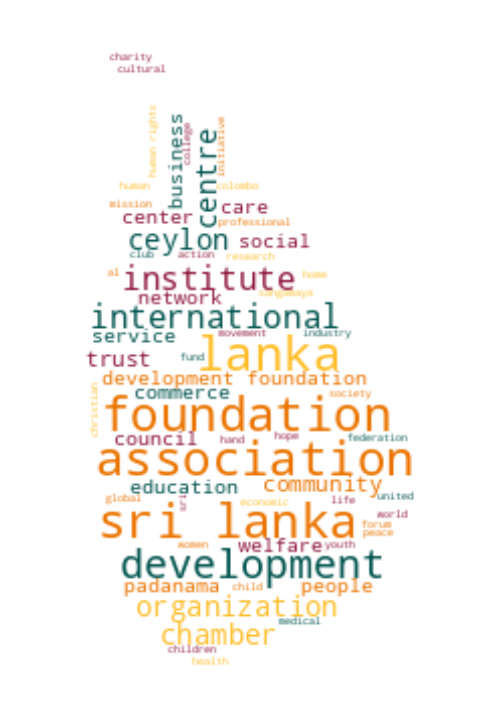 charity
cultural
human rights
business
college
centre
initiative
human
colombo
mission
care
center
professional
ceylon
social
club
action
research
al
institute
home
network
sangamaya
international
service
movement
industry
lanka
trust
fund
development foundation
christian
commerce
society
foundation
council
hand
hope
federation
association
education
community
global
sri
economic
life
united
sri lanka
world
forum
peace
women
welfare
youth
development
padanama
child
people
organization
medical
chamber
children
health